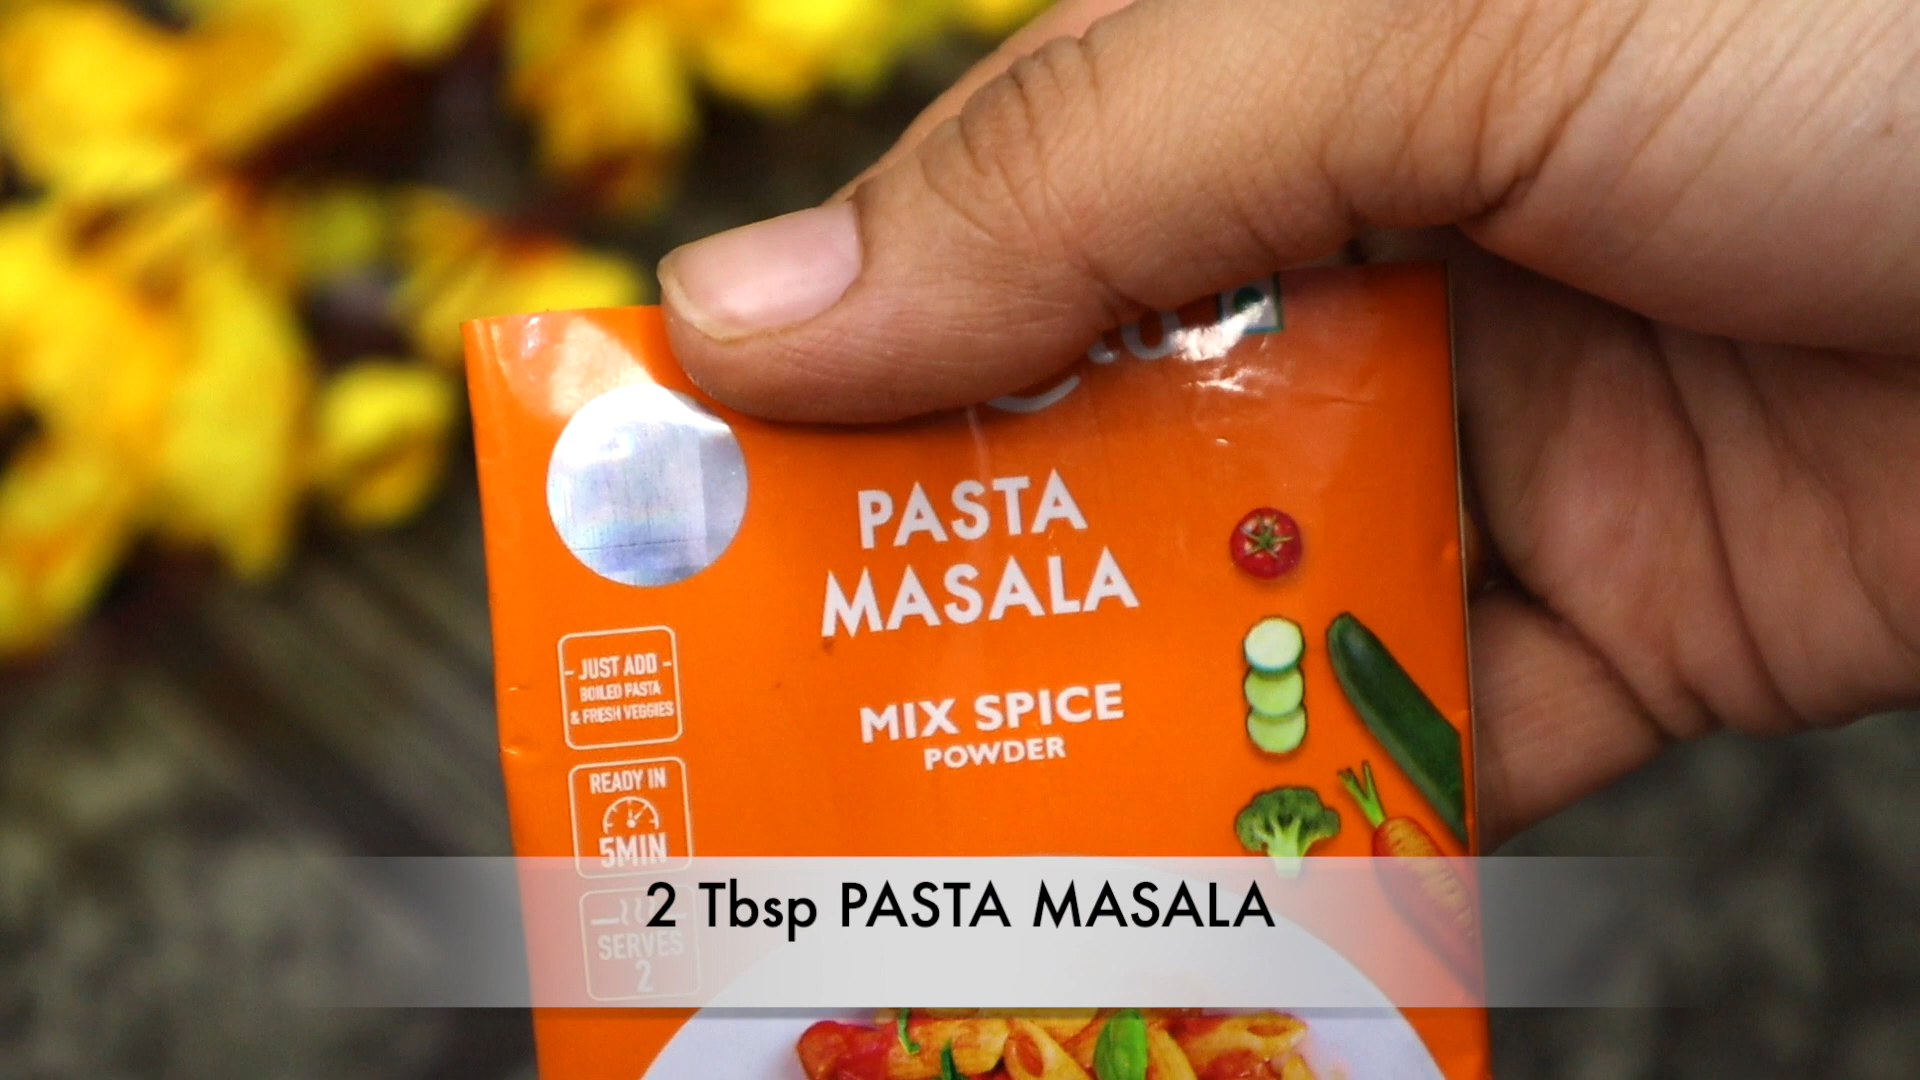 PASTA
MASALA
MIX SPICE
POWDER
- JUST ADD -
BOILED PASTA
& FRESH VEGGIES
READY IN
5MIN
SERVES
2
2 Tbsp PASTA MASALA